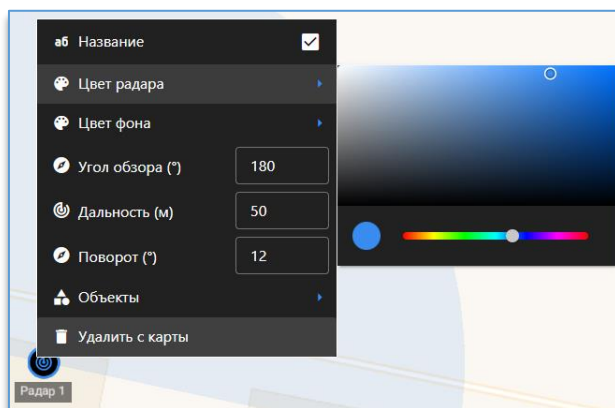 аб Название
Цвет радара
Цвет фона
Угол обзора (°) 180
Дальность (м) 50
Поворот (°) 12
Объекты
Удалить с карты
Радар 1